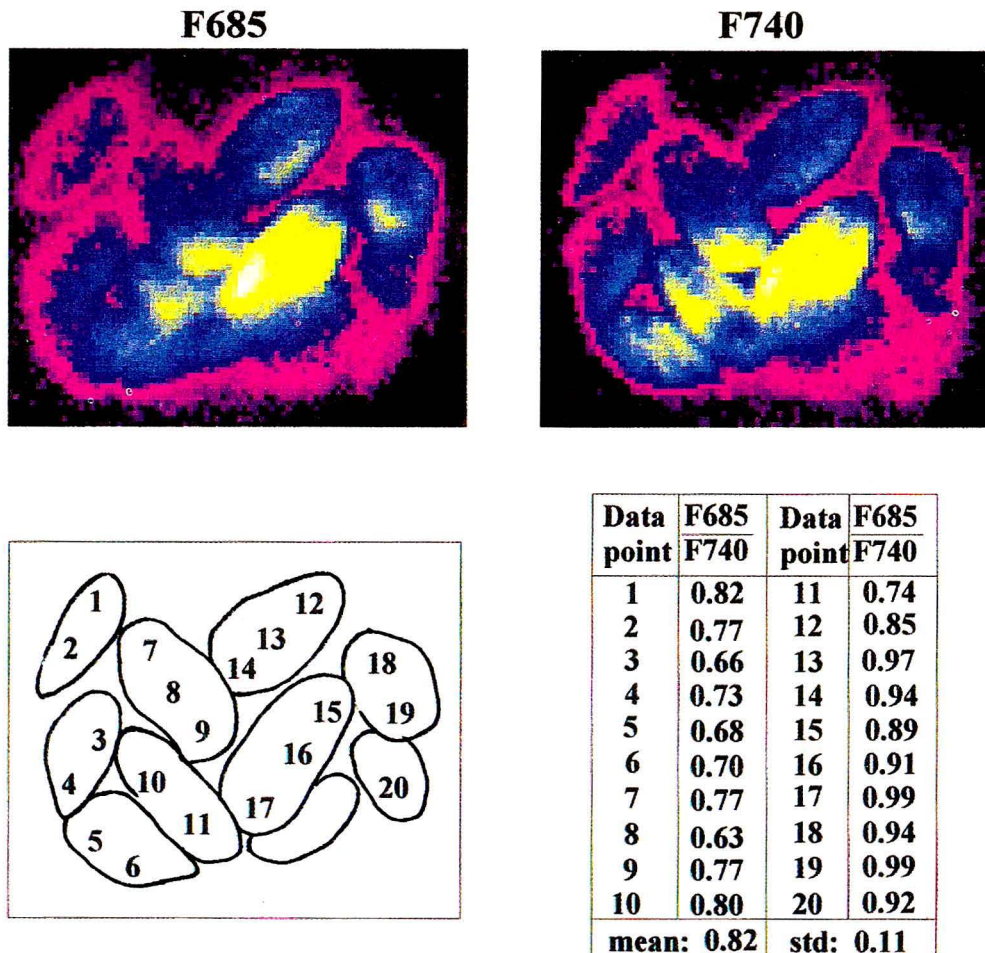 F685 F740
1 12
2 7 13
8 14 18
3 9 15 19
4 10 16
5 11 17 20
6
Data point F685/F740 Data point F685/F740
1 0.82 11 0.74
2 0.77 12 0.85
3 0.66 13 0.97
4 0.73 14 0.94
5 0.68 15 0.89
6 0.70 16 0.91
7 0.77 17 0.99
8 0.63 18 0.94
9 0.77 19 0.99
10 0.80 20 0.92
mean: 0.82 std: 0.11